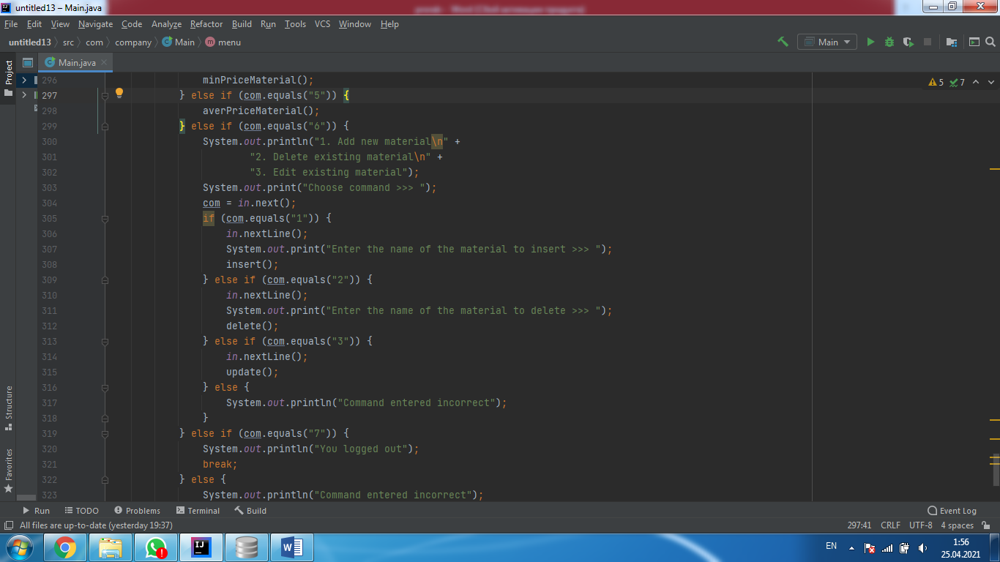 untitled13 – Main.java
File Edit View Navigate Code Analyze Refactor Build Run Tools VCS Window Help
untitled13 src com company Main menu Main
Project Main.java
296 minPriceMaterial();
297 } else if (com.equals("5")) { 5 7
298 averPriceMaterial();
299 } else if (com.equals("6")) {
300 System.out.println("1. Add new material\n" +
301 "2. Delete existing material\n" +
302 "3. Edit existing material");
303 System.out.print("Choose command >>> ");
304 com = in.next();
305 if (com.equals("1")) {
306 in.nextLine();
307 System.out.print("Enter the name of the material to insert >>> ");
308 insert();
309 } else if (com.equals("2")) {
310 in.nextLine();
311 System.out.print("Enter the name of the material to delete >>> ");
312 delete();
313 } else if (com.equals("3")) {
314 in.nextLine();
315 update();
316 } else {
317 System.out.println("Command entered incorrect");
318 }
319 } else if (com.equals("7")) {
320 System.out.println("You logged out");
321 break;
322 } else {
323 System.out.println("Command entered incorrect");
Structure
Favorites
Run TODO Problems Terminal Build Event Log
All files are up-to-date (yesterday 19:37) 297:41 CRLF UTF-8 4 spaces
EN 1:56
25.04.2021